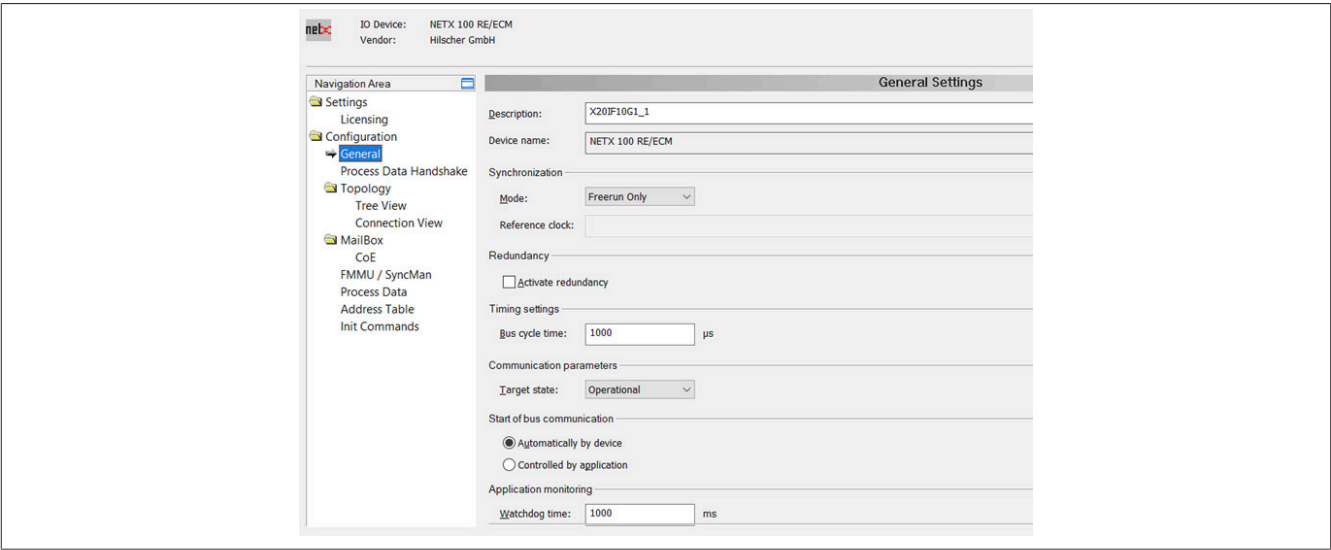 netx
IO Device: NETX 100 RE/ECM
Vendor: Hilscher GmbH
Navigation Area
Settings
Licensing
Configuration
General
Process Data Handshake
Topology
Tree View
Connection View
MailBox
CoE
FMMU / SyncMan
Process Data
Address Table
Init Commands
General Settings
Description: X20IF10G1_1
Device name: NETX 100 RE/ECM
Synchronization
Mode: Freerun Only
Reference clock:
Redundancy
Activate redundancy
Timing settings
Bus cycle time: 1000 µs
Communication parameters
Target state: Operational
Start of bus communication
Automatically by device
Controlled by application
Application monitoring
Watchdog time: 1000 ms